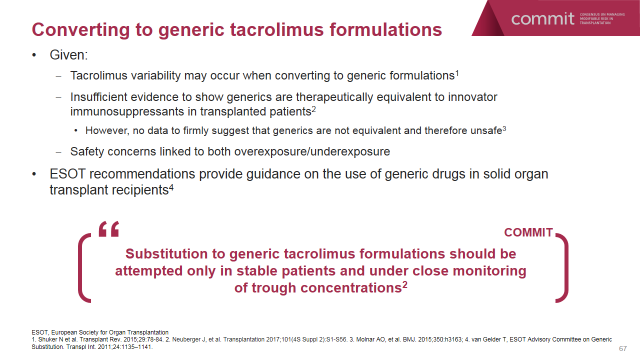 Converting to generic tacrolimus formulations
commit
CONSENSUS ON MANAGING
MODIFIABLE RISK IN
TRANSPLANTATION
• Given:
– Tacrolimus variability may occur when converting to generic formulations1
– Insufficient evidence to show generics are therapeutically equivalent to innovator
immunosuppressants in transplanted patients2
• However, no data to firmly suggest that generics are not equivalent and therefore unsafe3
– Safety concerns linked to both overexposure/underexposure
• ESOT recommendations provide guidance on the use of generic drugs in solid organ
transplant recipients4
“
COMMIT
Substitution to generic tacrolimus formulations should be
attempted only in stable patients and under close monitoring
of trough concentrations2
ESOT, European Society for Organ Transplantation
1. Shuker N et al. Transplant Rev. 2015;29:78-84. 2. Neuberger J, et al. Transplantation 2017;101(4S Suppl 2):S1-S56. 3. Molnar AO, et al. BMJ. 2015;350:h3163; 4. van Gelder T, ESOT Advisory Committee on Generic
Substitution. Transpl Int. 2011;24:1135–1141.
67